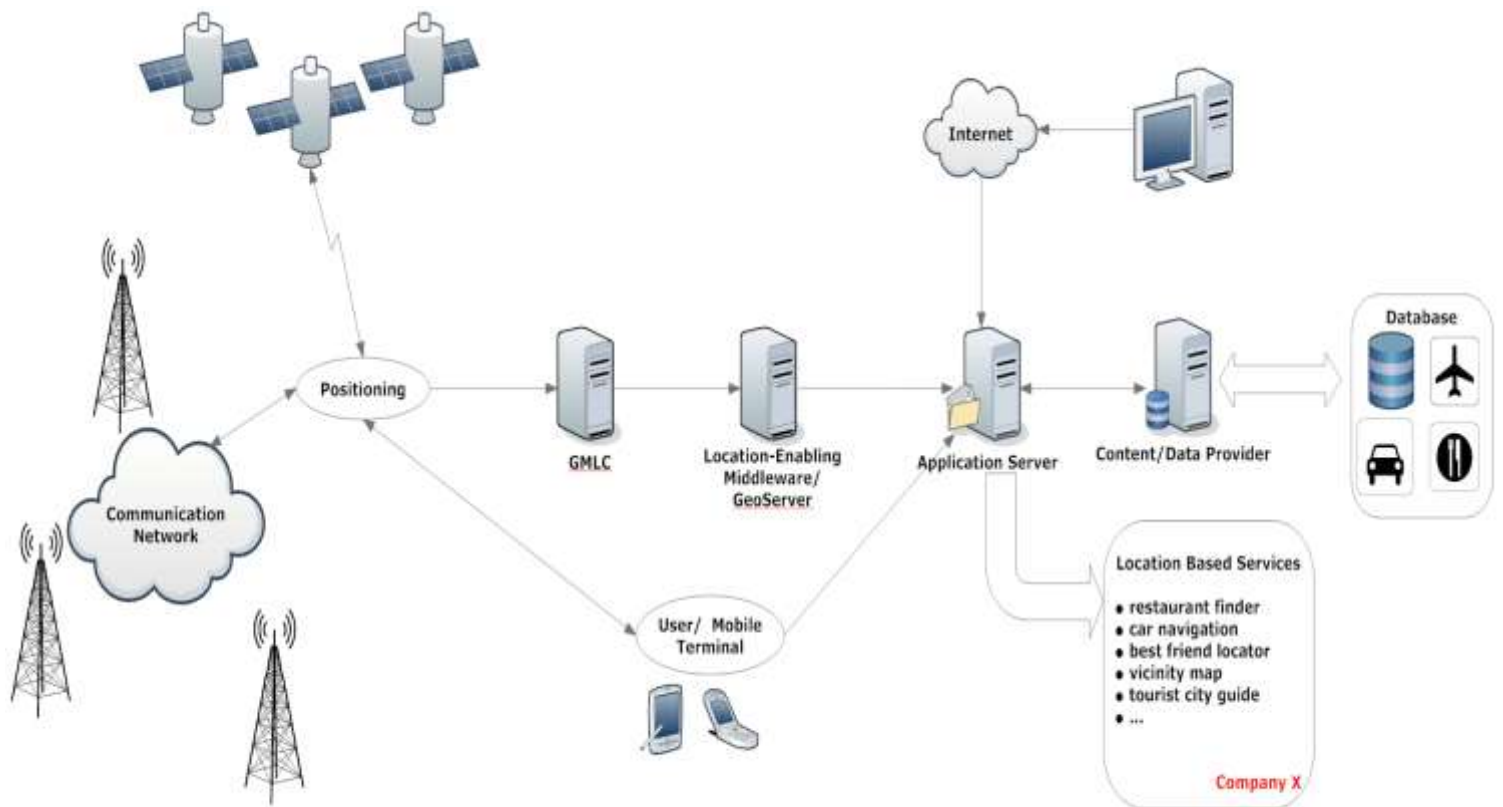 Internet
Database
Positioning
GMLC
Location-Enabling
Middleware/
GeoServer
Application Server
Content/Data Provider
Communication
Network
User/ Mobile
Terminal
Location Based Services
• restaurant finder
• car navigation
• best friend locator
• vicinity map
• tourist city guide
• ...
Company X